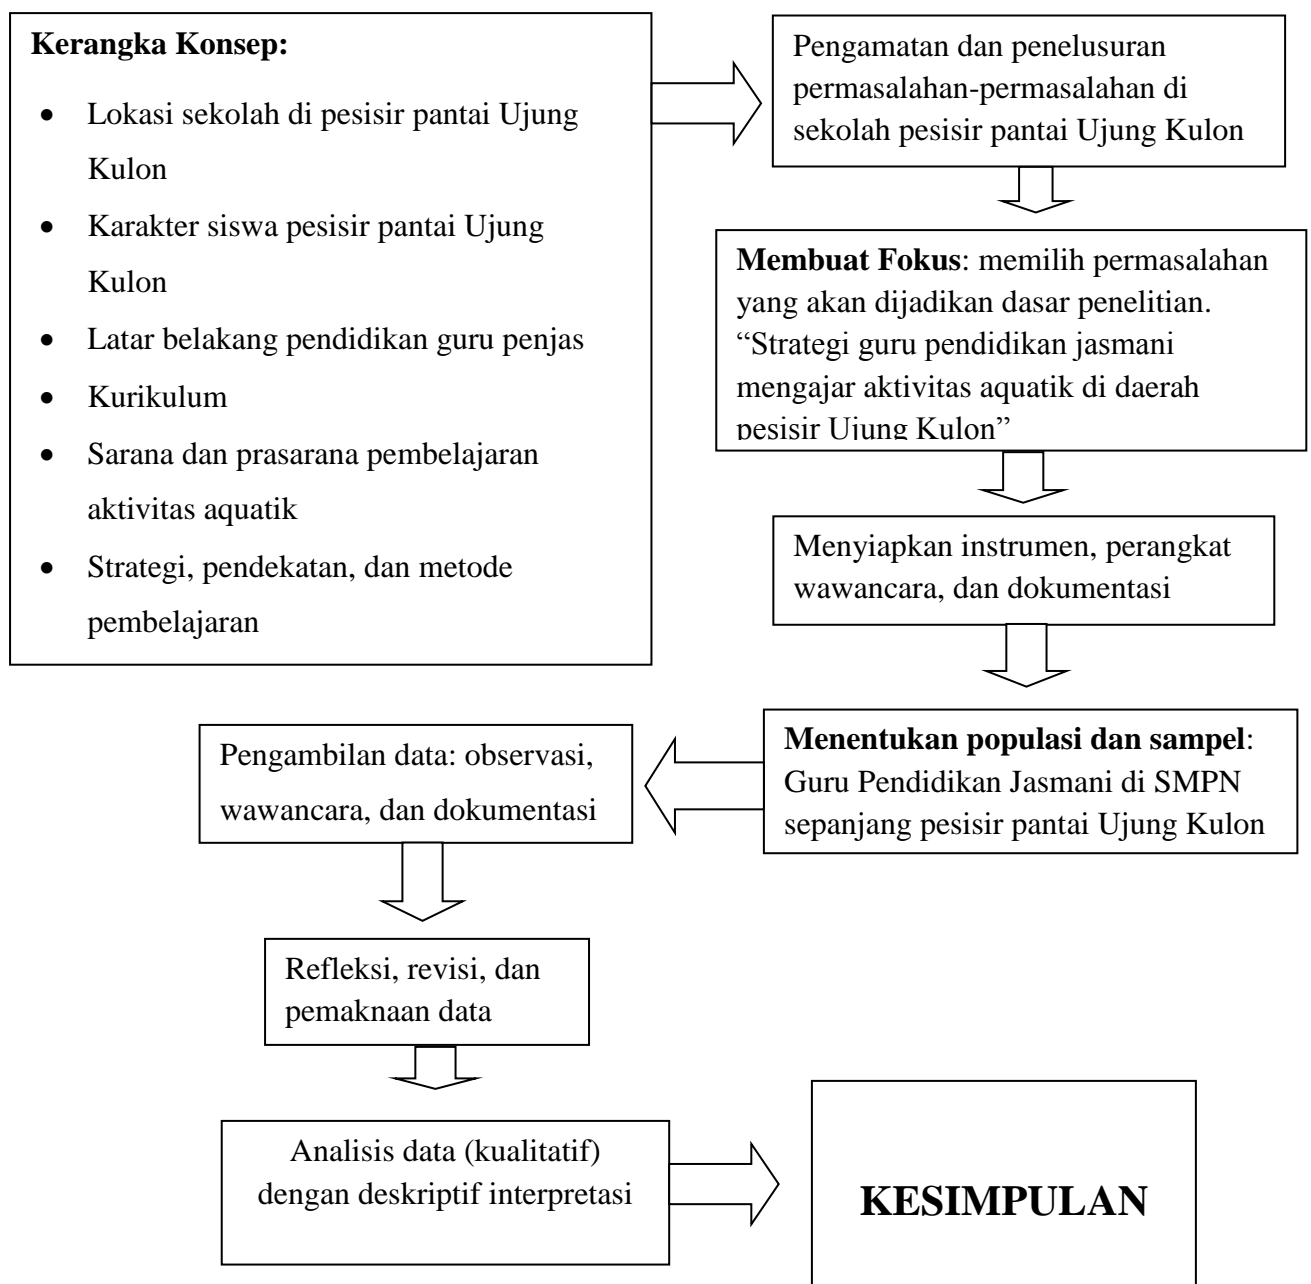 Kerangka Konsep:
• Lokasi sekolah di pesisir pantai Ujung
Kulon
• Karakter siswa pesisir pantai Ujung
Kulon
• Latar belakang pendidikan guru penjas
• Kurikulum
• Sarana dan prasarana pembelajaran
aktivitas aquatik
• Strategi, pendekatan, dan metode
pembelajaran
Pengamatan dan penelusuran
permasalahan-permasalahan di
sekolah pesisir pantai Ujung Kulon
Membuat Fokus: memilih permasalahan
yang akan dijadikan dasar penelitian.
“Strategi guru pendidikan jasmani
mengajar aktivitas aquatik di daerah
pesisir Ujung Kulon”
Menyiapkan instrumen, perangkat
wawancara, dan dokumentasi
Menentukan populasi dan sampel:
Guru Pendidikan Jasmani di SMPN
sepanjang pesisir pantai Ujung Kulon
Pengambilan data: observasi,
wawancara, dan dokumentasi
Refleksi, revisi, dan
pemaknaan data
Analisis data (kualitatif)
dengan deskriptif interpretasi
KESIMPULAN